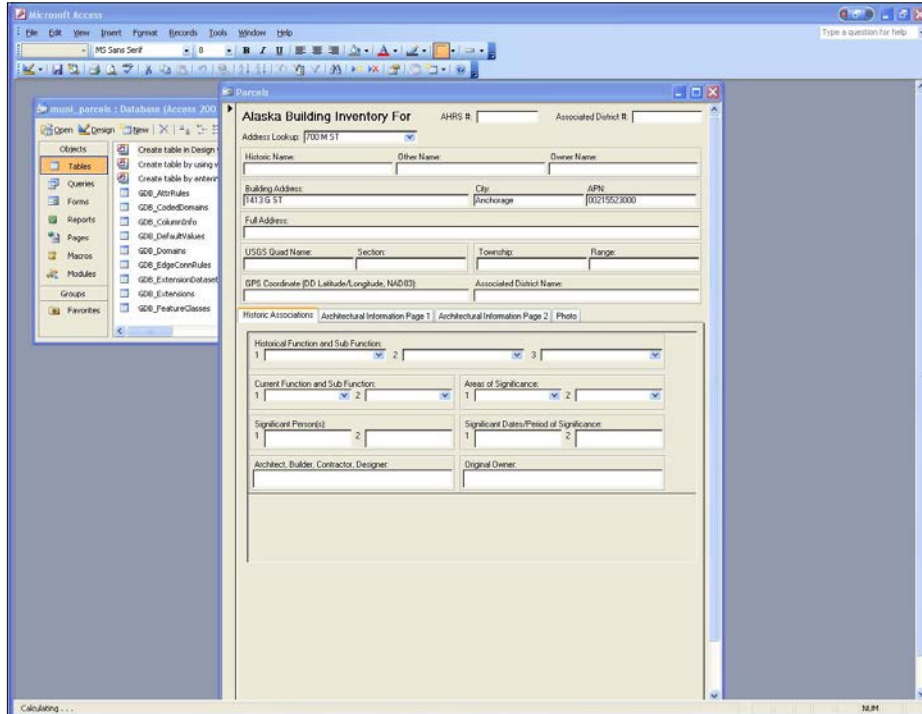 Microsoft Access
File Edit View Insert Format Records Tools Window Help
Type a question for help
MS Sans Serif 8 B I U
muni_parcels : Database (Access 200
Open Design New
Objects
Tables
Queries
Forms
Reports
Pages
Macros
Modules
Groups
Favorites
Create table in Design
Create table by using w
Create table by enterin
GDB_AttrRules
GDB_CodedDomains
GDB_ColumnInfo
GDB_DefaultValues
GDB_Domains
GDB_EdgeConnRules
GDB_ExtensionDataset
GDB_Extensions
GDB_FeatureClasses
Parcels
Alaska Building Inventory For AHRS #: Associated District #:
Address Lookup: 700 M ST
Historic Name: Other Name: Owner Name:
Building Address: City: APN:
1413 G ST Anchorage 00215523000
Full Address:
USGS Quad Name: Section: Township: Range:
GPS Coordinate (DD Latitude/Longitude, NAD83): Associated District Name:
Historic Associations Architectural Information Page 1 Architectural Information Page 2 Photo
Historical Function and Sub Function:
1 2 3
Current Function and Sub Function: Areas of Significance:
1 2 1 2
Significant Person(s): Significant Dates/Period of Significance:
1 2 1 2
Architect, Builder, Contractor, Designer: Original Owner:
Calculating . . . NUM